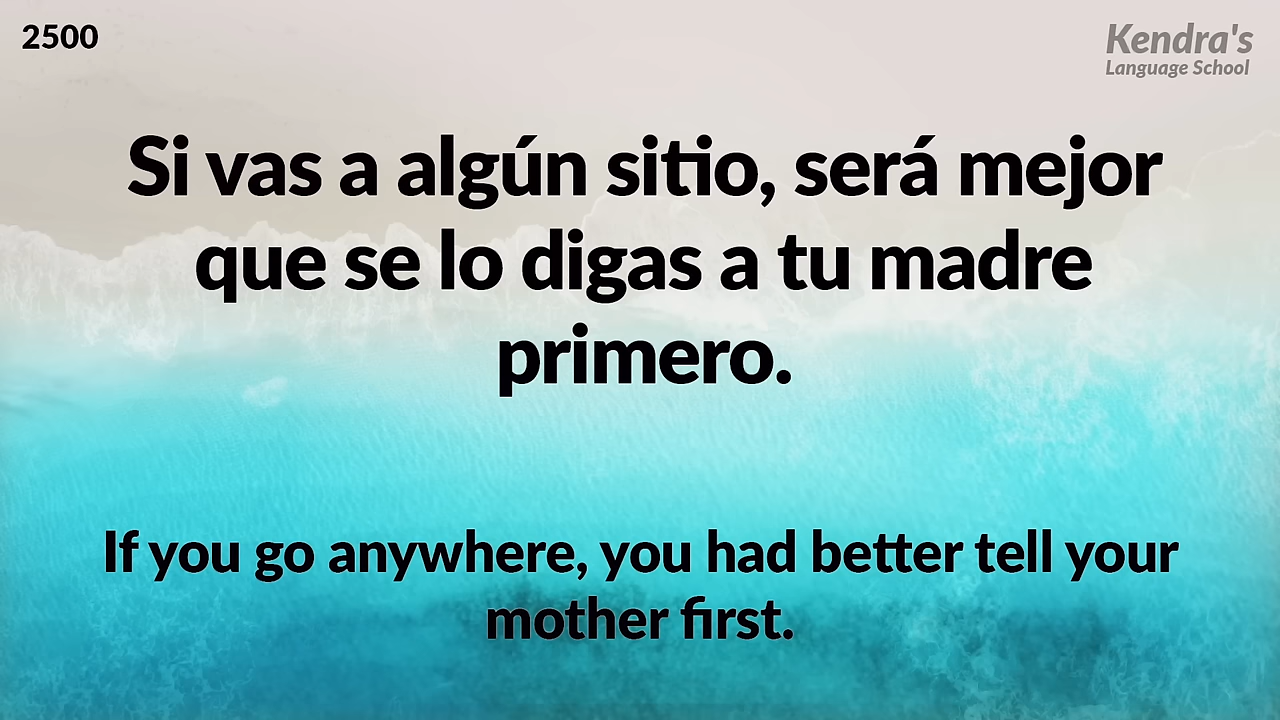 2500
Kendra's
Language School
Si vas a algún sitio, será mejor
que se lo digas a tu madre
primero.
If you go anywhere, you had better tell your
mother first.